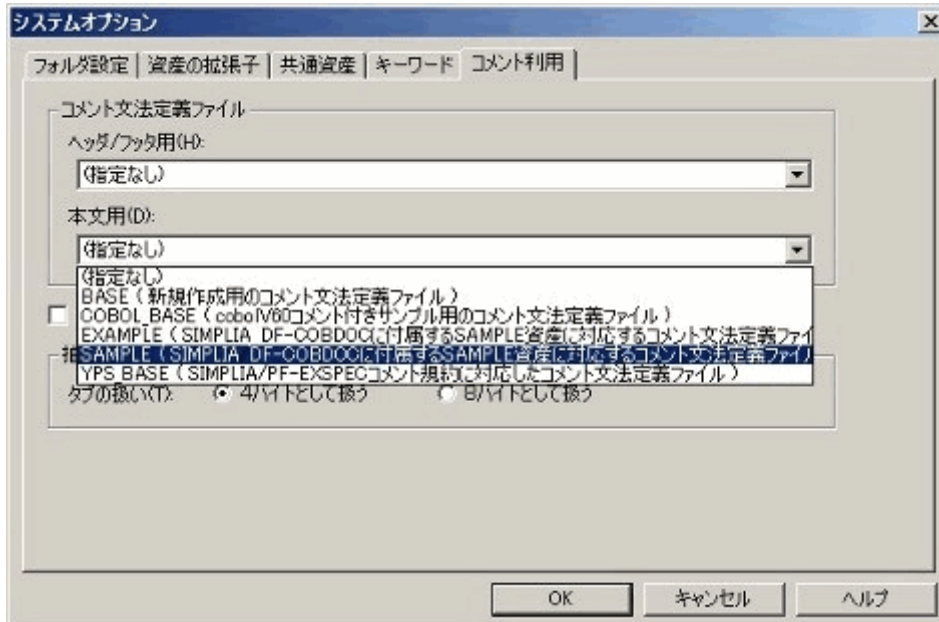 システムオプション
フォルダ設定 資産の拡張子 共通資産 キーワード コメント利用
コメント文法定義ファイル
ヘッダ/フッタ用(H):
(指定なし)
本文用(D):
(指定なし)
(指定なし)
BASE ( 新規作成用のコメント文法定義ファイル )
COBOL_BASE ( cobolV60コメント付きサンプル用のコメント文法定義ファイル )
EXAMPLE ( SIMPLIA DF-COBDOCに付属するSAMPLE資産に対応するコメント文法定義ファイ
SAMPLE ( SIMPLIA DF-COBDOCに付属するSAMPLE資産に対応するコメント文法定義ファイル
YPS_BASE ( SIMPLIA/PF-EXSPECコメント規約に対応したコメント文法定義ファイル )
タブの扱い(T): 4バイトとして扱う 8バイトとして扱う
OK キャンセル ヘルプ